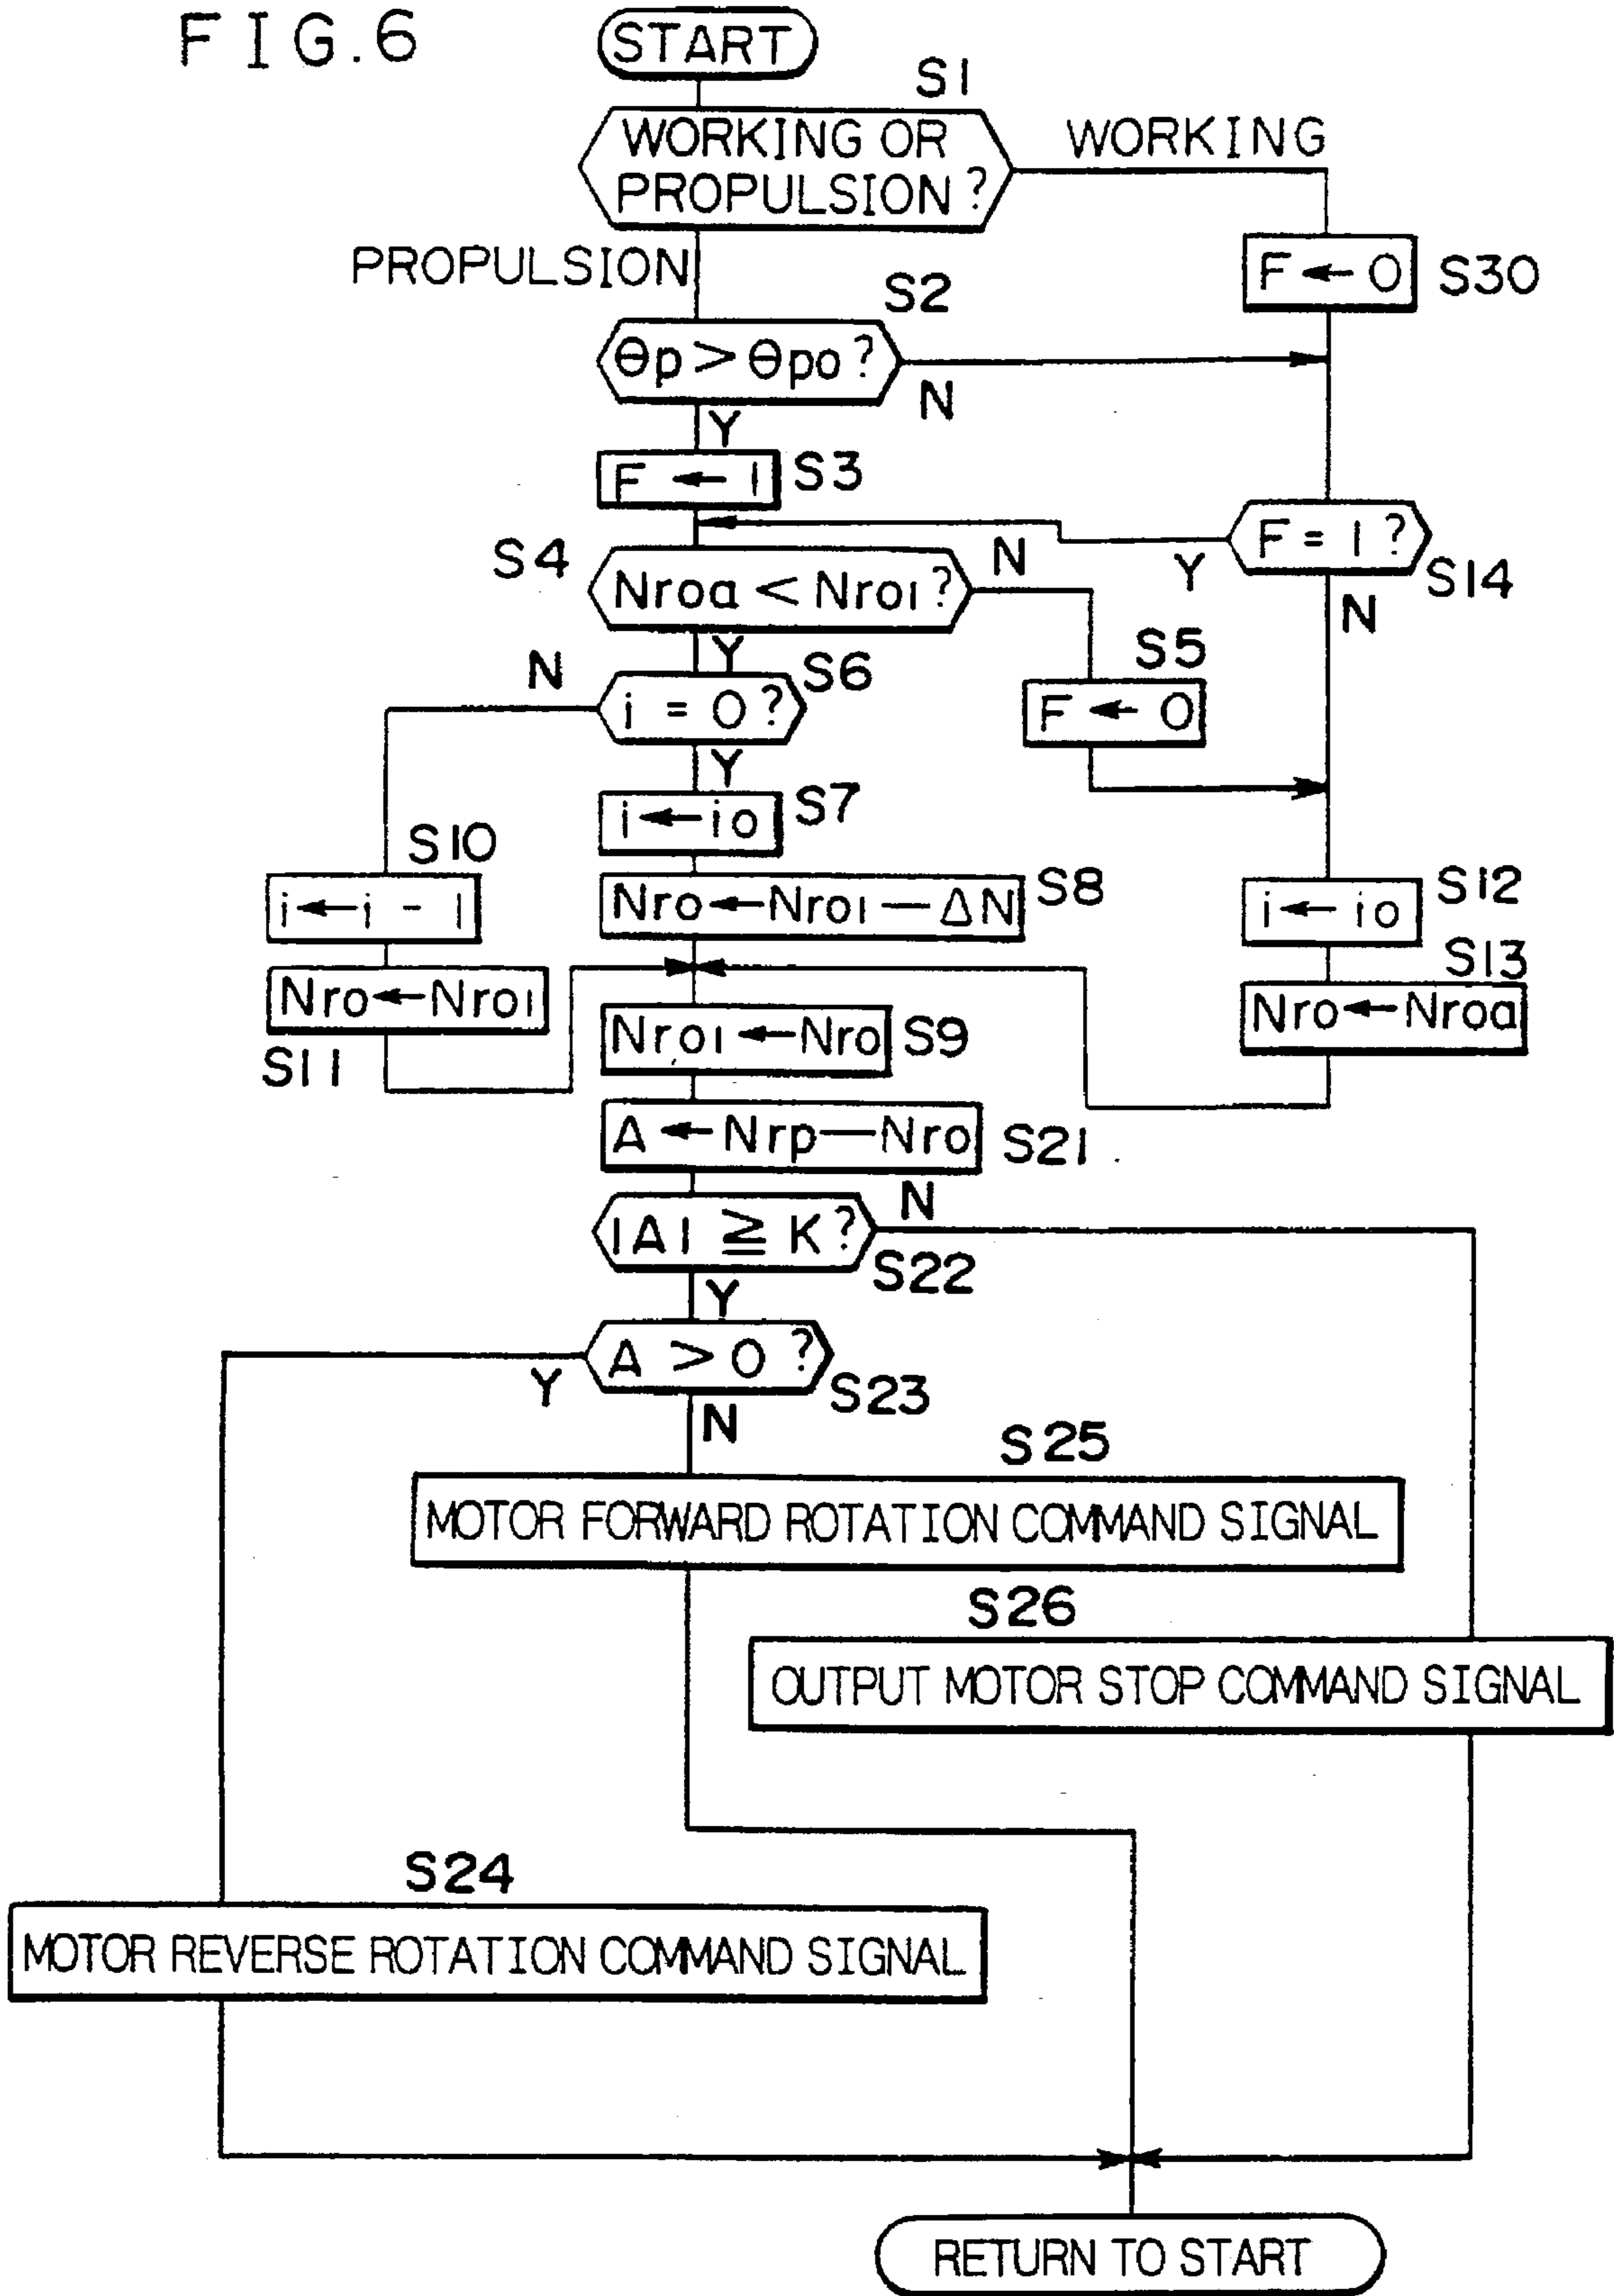 FIG.6
START
S1
WORKING OR
PROPULSION?
WORKING
PROPULSION
F ← 0
S30
S2
θp > θpo?
N
Y
F ← 1
S3
F = 1?
S14
Y
N
S4
Nroa < Nro1?
N
Y
S5
F ← 0
S6
i = 0?
N
Y
i ← io
S7
S10
i ← i - 1
Nro ← Nro1 — ΔN
S8
i ← io
S12
Nro ← Nro1
S11
S13
Nro ← Nroa
Nro1 ← Nro
S9
A ← Nrp — Nro
S21
|A| ≧ K?
N
S22
Y
A > 0?
Y
S23
N
S25
MOTOR FORWARD ROTATION COMMAND SIGNAL
S26
OUTPUT MOTOR STOP COMMAND SIGNAL
S24
MOTOR REVERSE ROTATION COMMAND SIGNAL
RETURN TO START